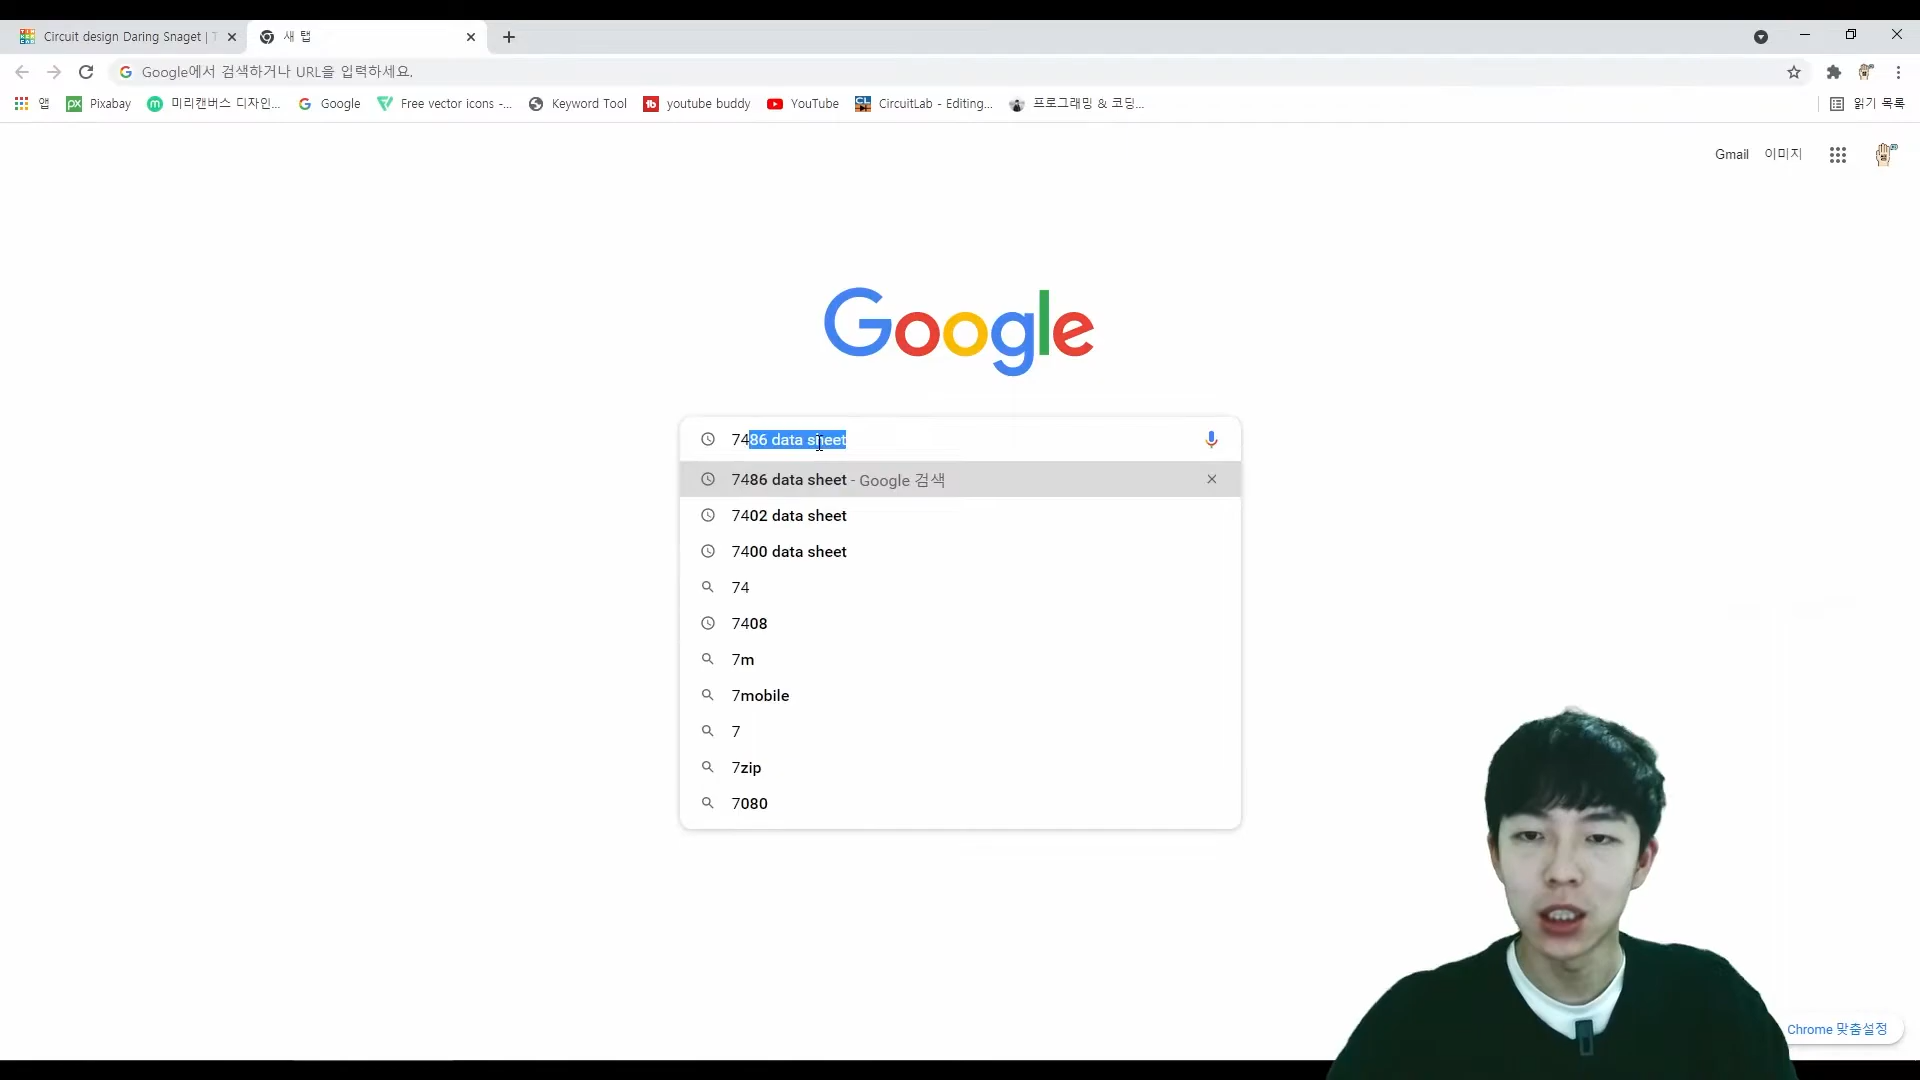 Circuit design Daring Snaget | T
새 탭
Google에서 검색하거나 URL을 입력하세요.
앱
Pixabay
미리캔버스 디자인...
Google
Free vector icons -...
Keyword Tool
youtube buddy
YouTube
CircuitLab - Editing...
프로그래밍 & 코딩...
읽기 목록
Gmail
이미지
Google
7486 data sheet
7486 data sheet - Google 검색
7402 data sheet
7400 data sheet
74
7408
7m
7mobile
7
7zip
7080
Chrome 맞춤설정